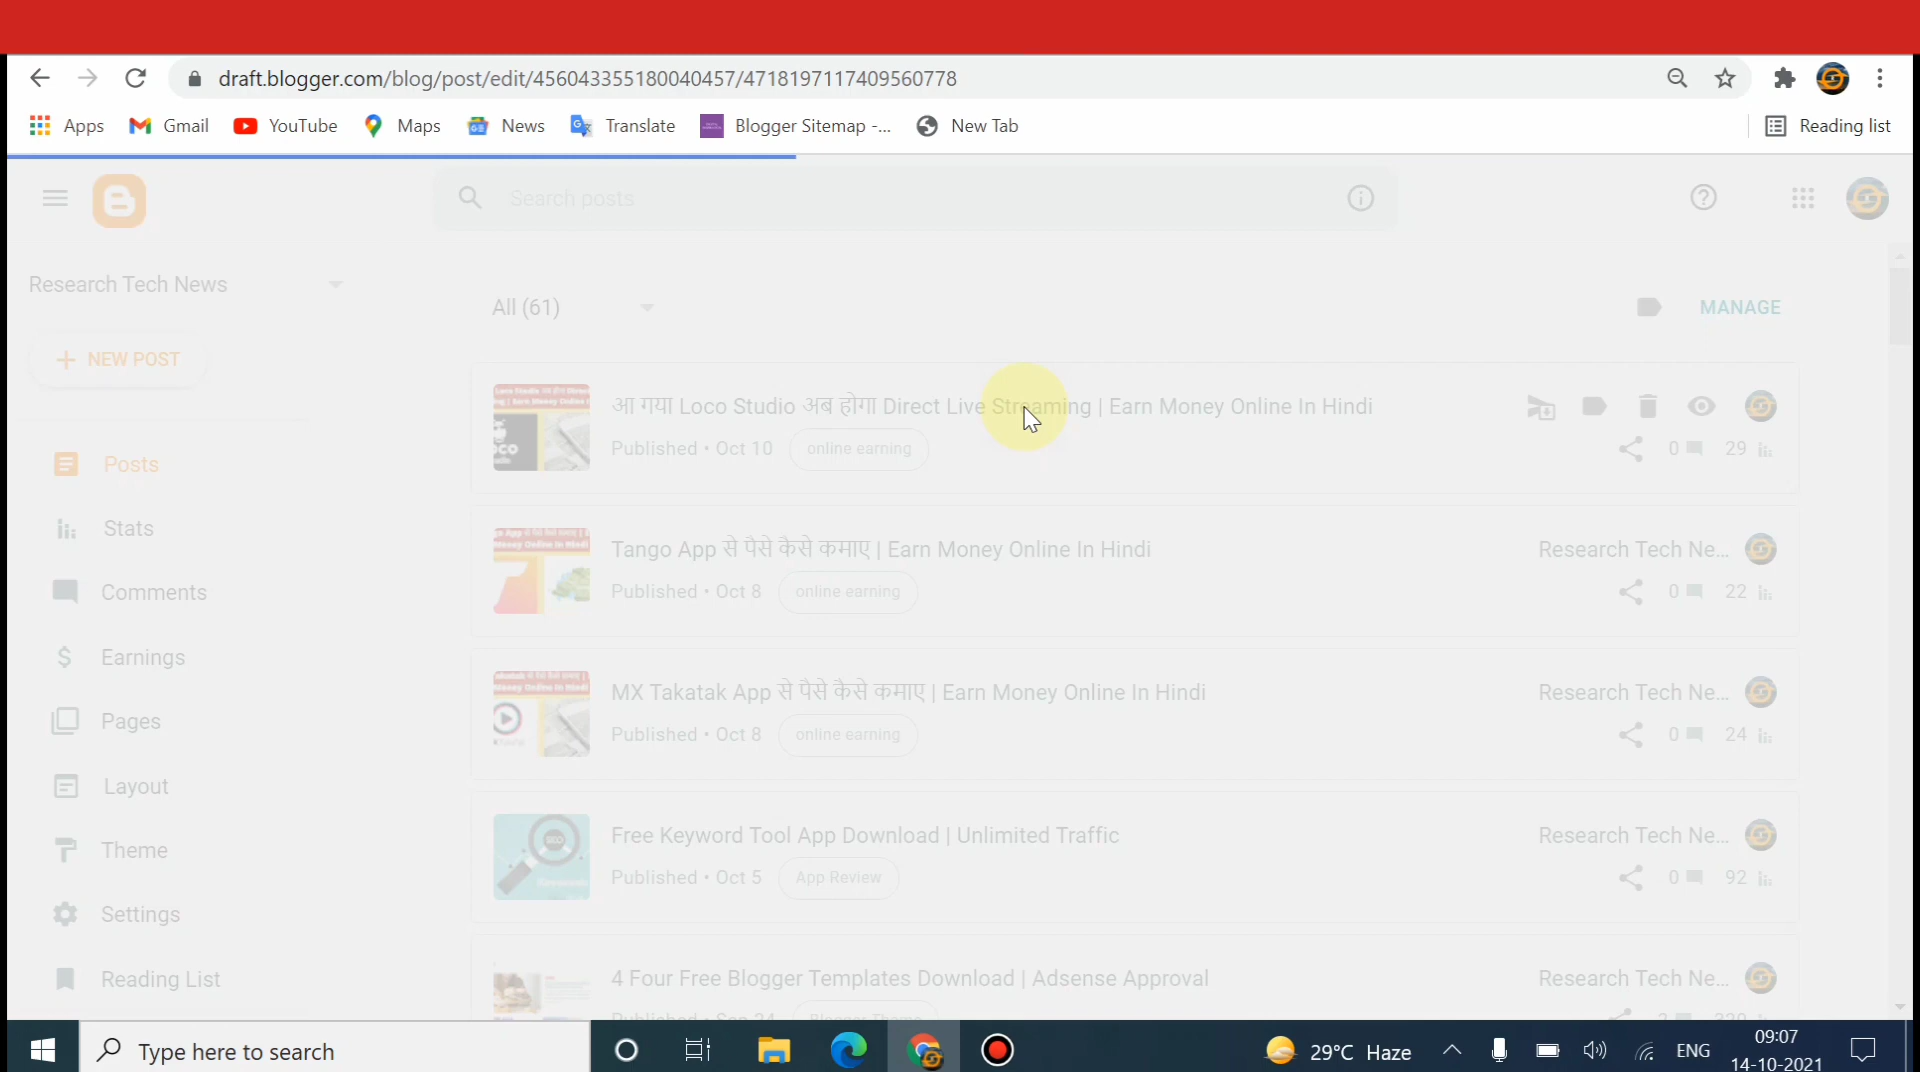 draft.blogger.com/blog/post/edit/456043355180040457/4718197117409560778
Apps Gmail YouTube Maps News Translate Blogger Sitemap -... New Tab Reading list
Search posts
Research Tech News
All (61) MANAGE
+ NEW POST
Posts
Stats
Comments
Earnings
Pages
Layout
Theme
Settings
Reading List
आ गया Loco Studio अब होगा Direct Live Streaming | Earn Money Online In Hindi
Published • Oct 10 online earning 0 29
Tango App से पैसे कैसे कमाए | Earn Money Online In Hindi Research Tech Ne...
Published • Oct 8 online earning 0 22
MX Takatak App से पैसे कैसे कमाए | Earn Money Online In Hindi Research Tech Ne...
Published • Oct 8 online earning 0 24
Free Keyword Tool App Download | Unlimited Traffic Research Tech Ne...
Published • Oct 5 App Review 0 92
4 Four Free Blogger Templates Download | Adsense Approval Research Tech Ne...
Published • Sep 24 Blogger Theme
Type here to search 29°C Haze ENG 09:07
14-10-2021